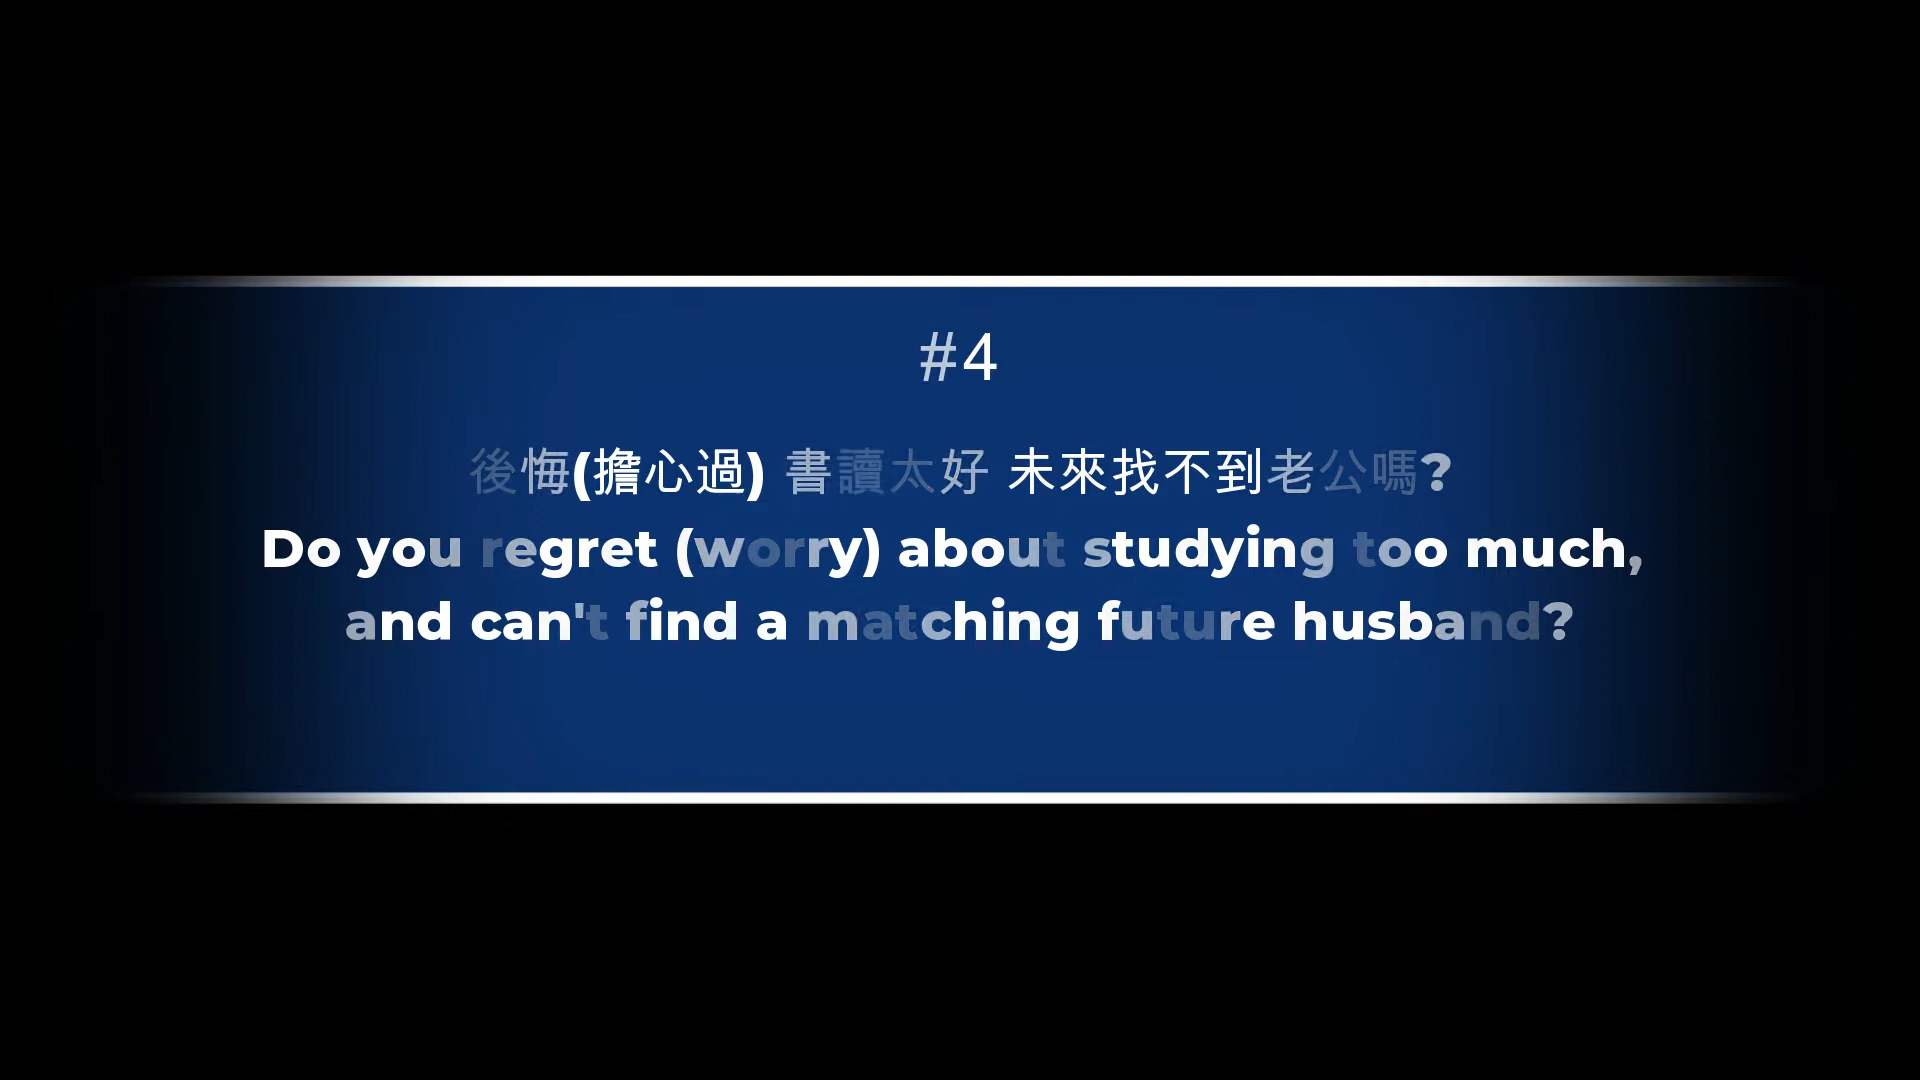 #4
後悔(擔心過) 書讀太好 未來找不到老公嗎?
Do you regret (worry) about studying too much,
and can't find a matching future husband?